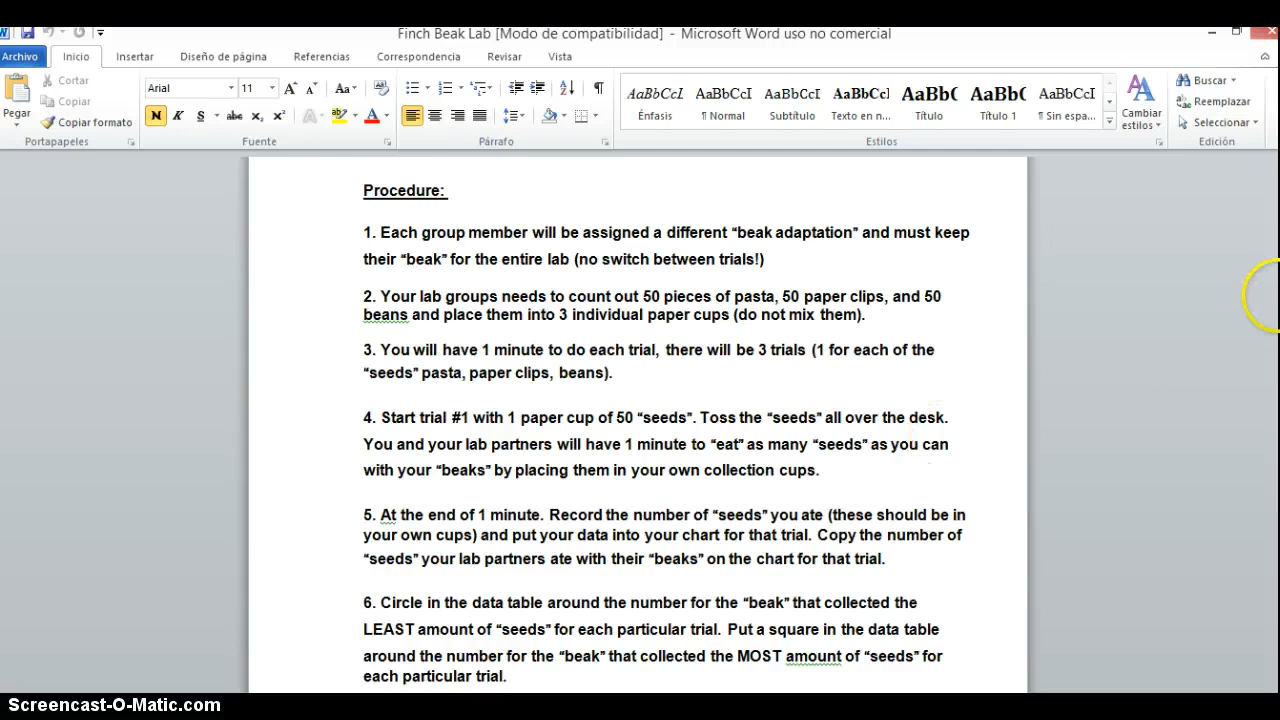 Finch Beak Lab [Modo de compatibilidad] - Microsoft Word uso no comercial
Archivo Inicio Insertar Diseño de página Referencias Correspondencia Revisar Vista
Pegar
Cortar
Copiar
Copiar formato
Portapapeles
Arial 11
N K S abc x₂ x²
Fuente
Párrafo
AaBbCcL AaBbCcI AaBbCcI AaBbCcl AaBbC AaBbC AaBbCcI
Énfasis ¶ Normal Subtítulo Texto en n... Título Título 1 ¶ Sin espa...
Estilos
Cambiar estilos
Buscar
Reemplazar
Seleccionar
Edición
Procedure:
1. Each group member will be assigned a different “beak adaptation” and must keep
their “beak” for the entire lab (no switch between trials!)
2. Your lab groups needs to count out 50 pieces of pasta, 50 paper clips, and 50
beans and place them into 3 individual paper cups (do not mix them).
3. You will have 1 minute to do each trial, there will be 3 trials (1 for each of the
“seeds” pasta, paper clips, beans).
4. Start trial #1 with 1 paper cup of 50 “seeds”. Toss the “seeds” all over the desk.
You and your lab partners will have 1 minute to “eat” as many “seeds” as you can
with your “beaks” by placing them in your own collection cups.
5. At the end of 1 minute. Record the number of “seeds” you ate (these should be in
your own cups) and put your data into your chart for that trial. Copy the number of
“seeds” your lab partners ate with their “beaks” on the chart for that trial.
6. Circle in the data table around the number for the “beak” that collected the
LEAST amount of “seeds” for each particular trial. Put a square in the data table
around the number for the “beak” that collected the MOST amount of “seeds” for
each particular trial.
Screencast-O-Matic.com